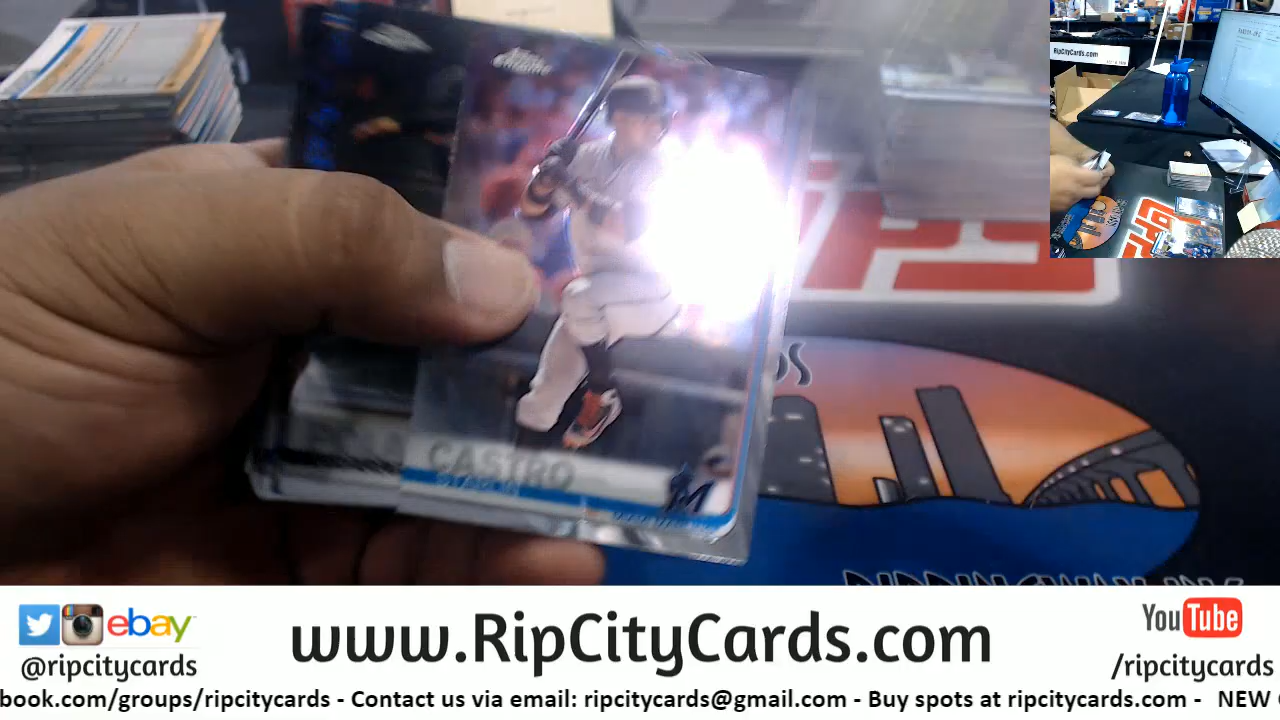 RipCityCards.com
Topps Chrome
CASTRO
STARLIN
M
ebay
www.RipCityCards.com
YouTube
@ripcitycards
/ripcitycards
book.com/groups/ripcitycards - Contact us via email: ripcitycards@gmail.com - Buy spots at ripcitycards.com - NEW